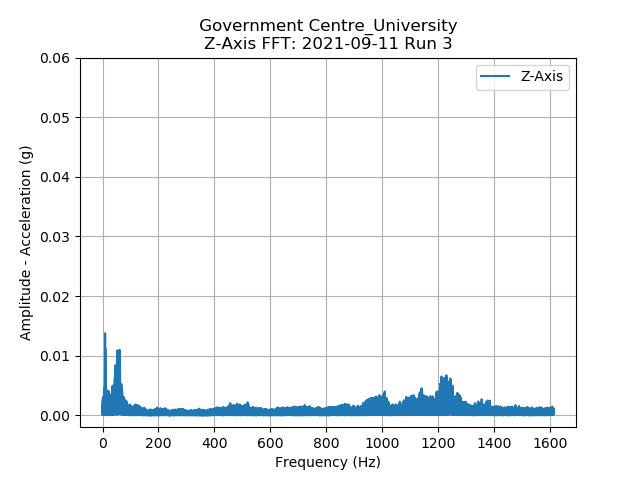 Government Centre_University
Z-Axis FFT: 2021-09-11 Run 3
Z-Axis
Amplitude - Acceleration (g)
0.06
0.05
0.04
0.03
0.02
0.01
0.00
0 200 400 600 800 1000 1200 1400 1600
Frequency (Hz)